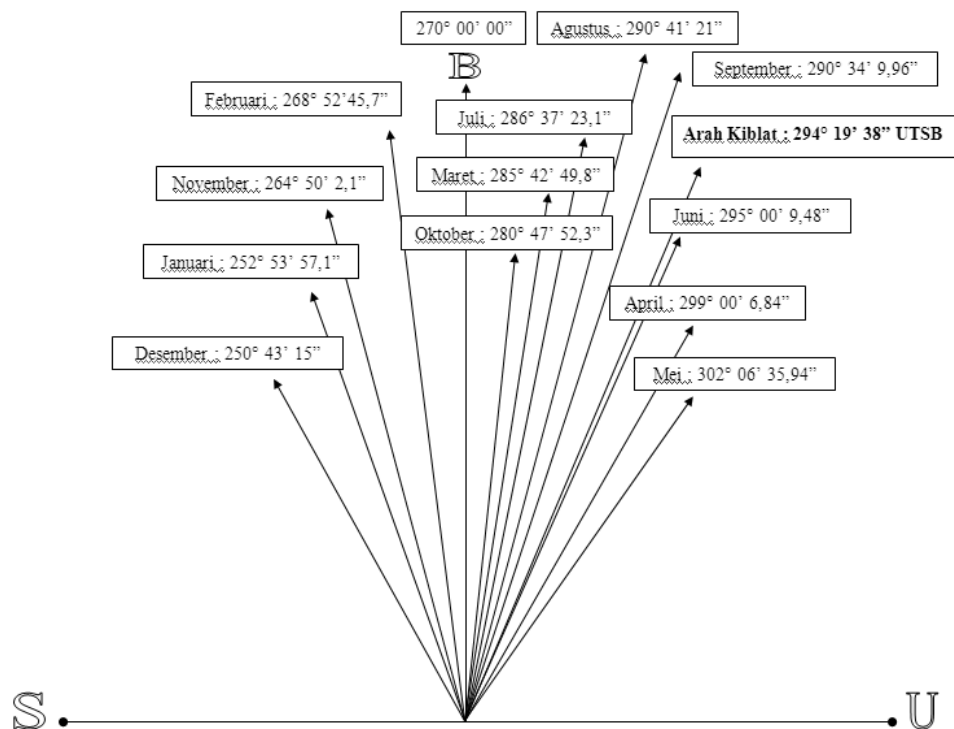 270° 00’ 00”
Agustus : 290° 41’ 21”
B
September : 290° 34’ 9,96”
Februari : 268° 52’45,7”
Juli : 286° 37’ 23,1”
Arah Kiblat : 294° 19’ 38” UTSB
Maret : 285° 42’ 49,8”
November : 264° 50’ 2,1”
Juni : 295° 00’ 9,48”
Oktober : 280° 47’ 52,3”
Januari : 252° 53’ 57,1”
April : 299° 00’ 6,84”
Desember : 250° 43’ 15”
Mei : 302° 06’ 35,94”
S
U